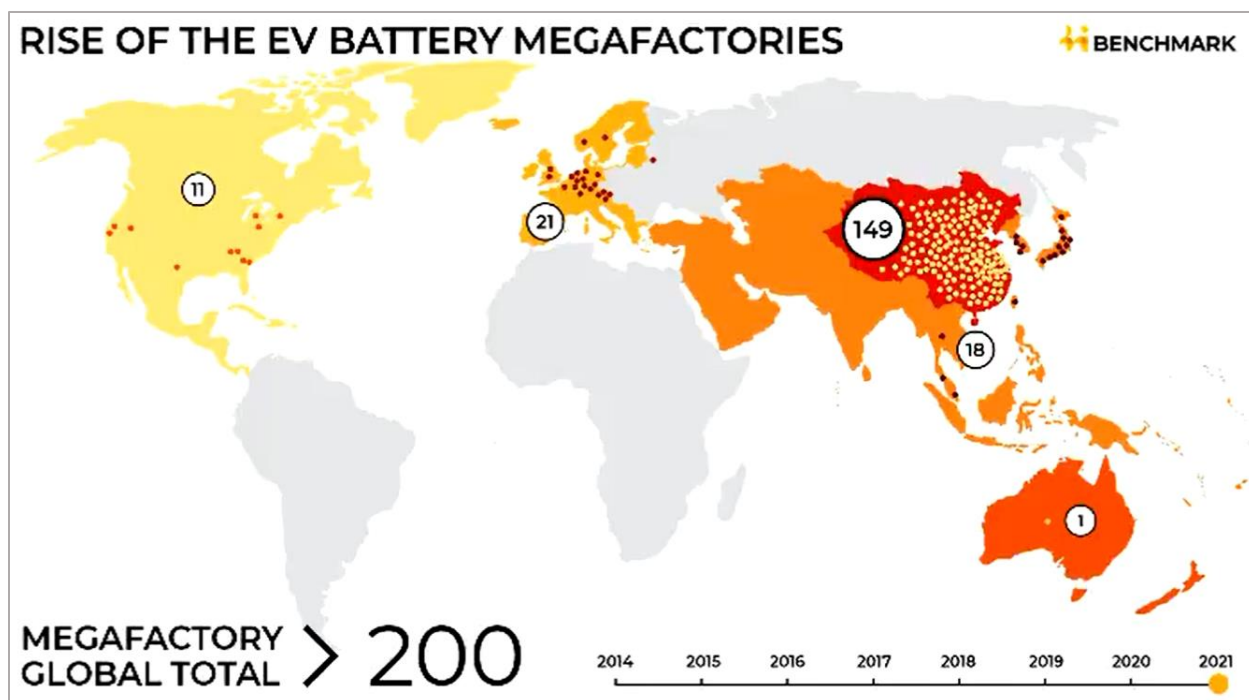 RISE OF THE EV BATTERY MEGAFACTORIES
BENCHMARK
11
21
149
18
1
MEGAFACTORY
GLOBAL TOTAL > 200
2014 2015 2016 2017 2018 2019 2020 2021